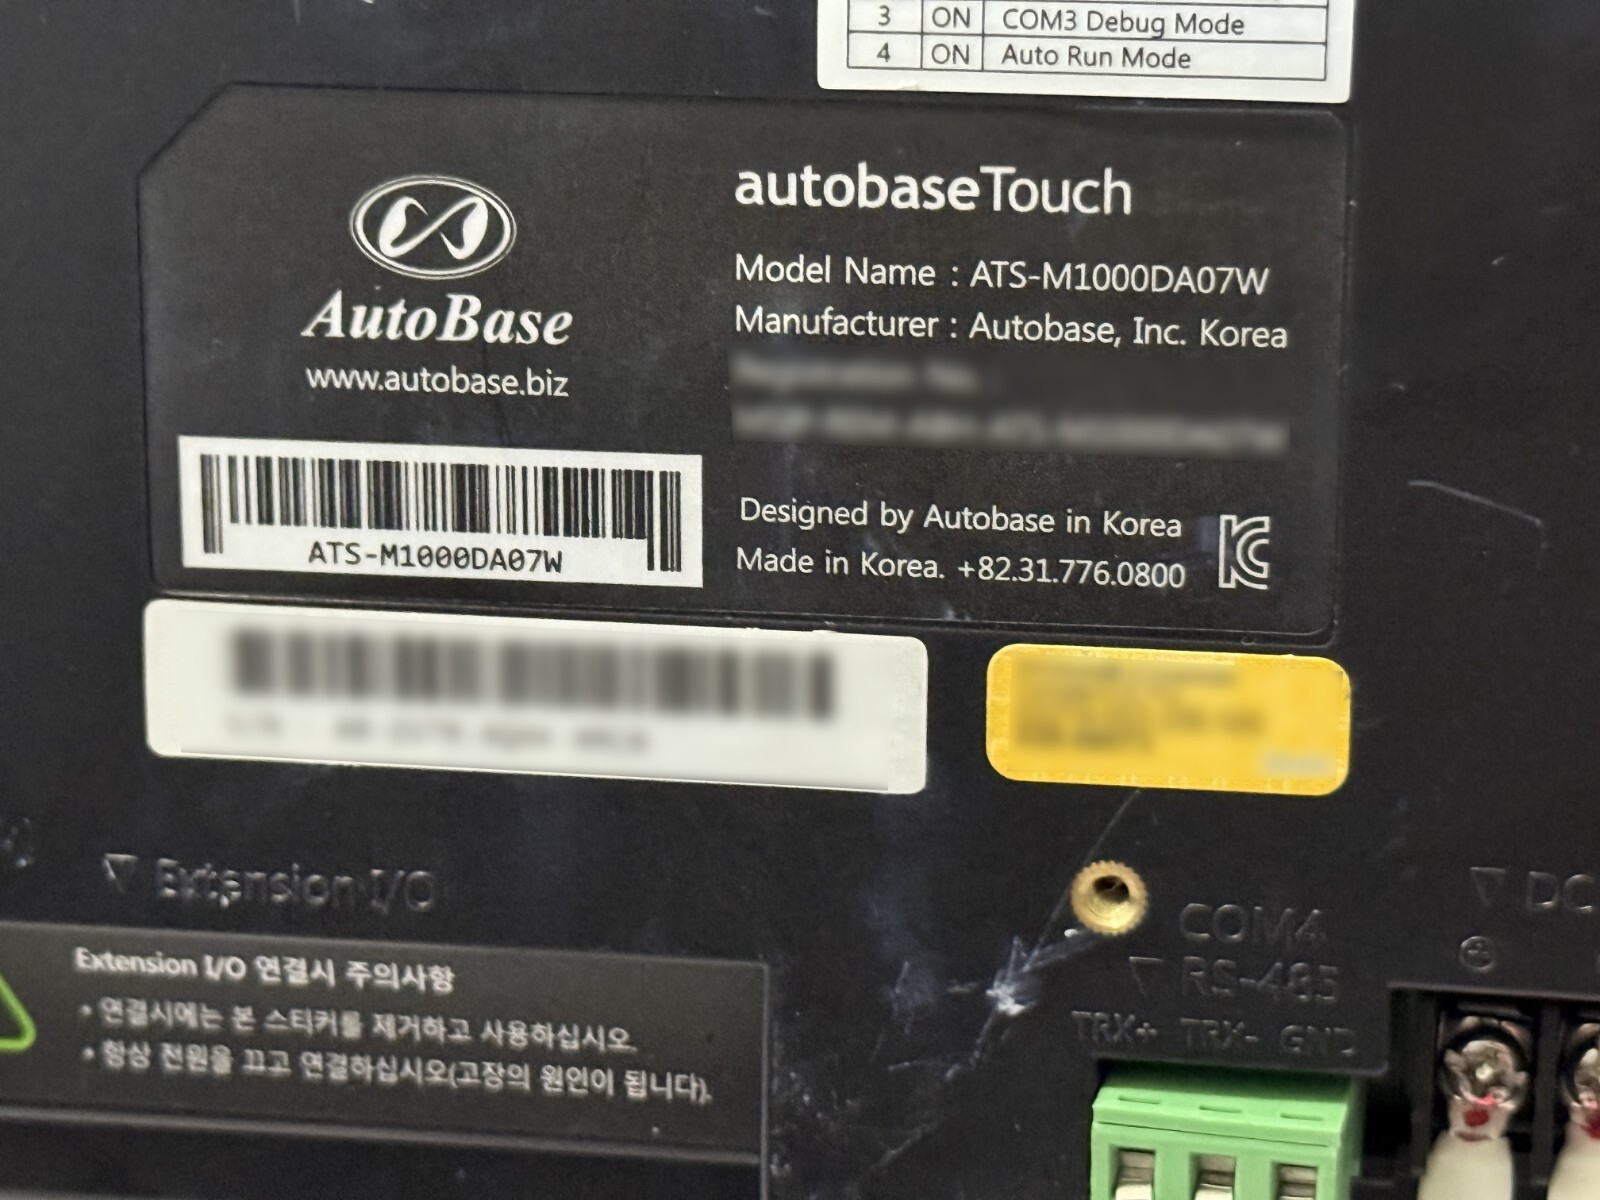 3 ON COM3 Debug Mode
4 ON Auto Run Mode
autobaseTouch
Model Name : ATS-M1000DA07W
Manufacturer : Autobase, Inc. Korea
AutoBase
www.autobase.biz
ATS-M1000DA07W
Designed by Autobase in Korea
Made in Korea. +82.31.776.0800
▽ Extension I/O
Extension I/O 연결시 주의사항
• 연결시에는 본 스티커를 제거하고 사용하십시오.
• 항상 전원을 끄고 연결하십시오(고장의 원인이 됩니다).
COM4
▽ RS-485
TRX+ TRX- GND
▽ DC